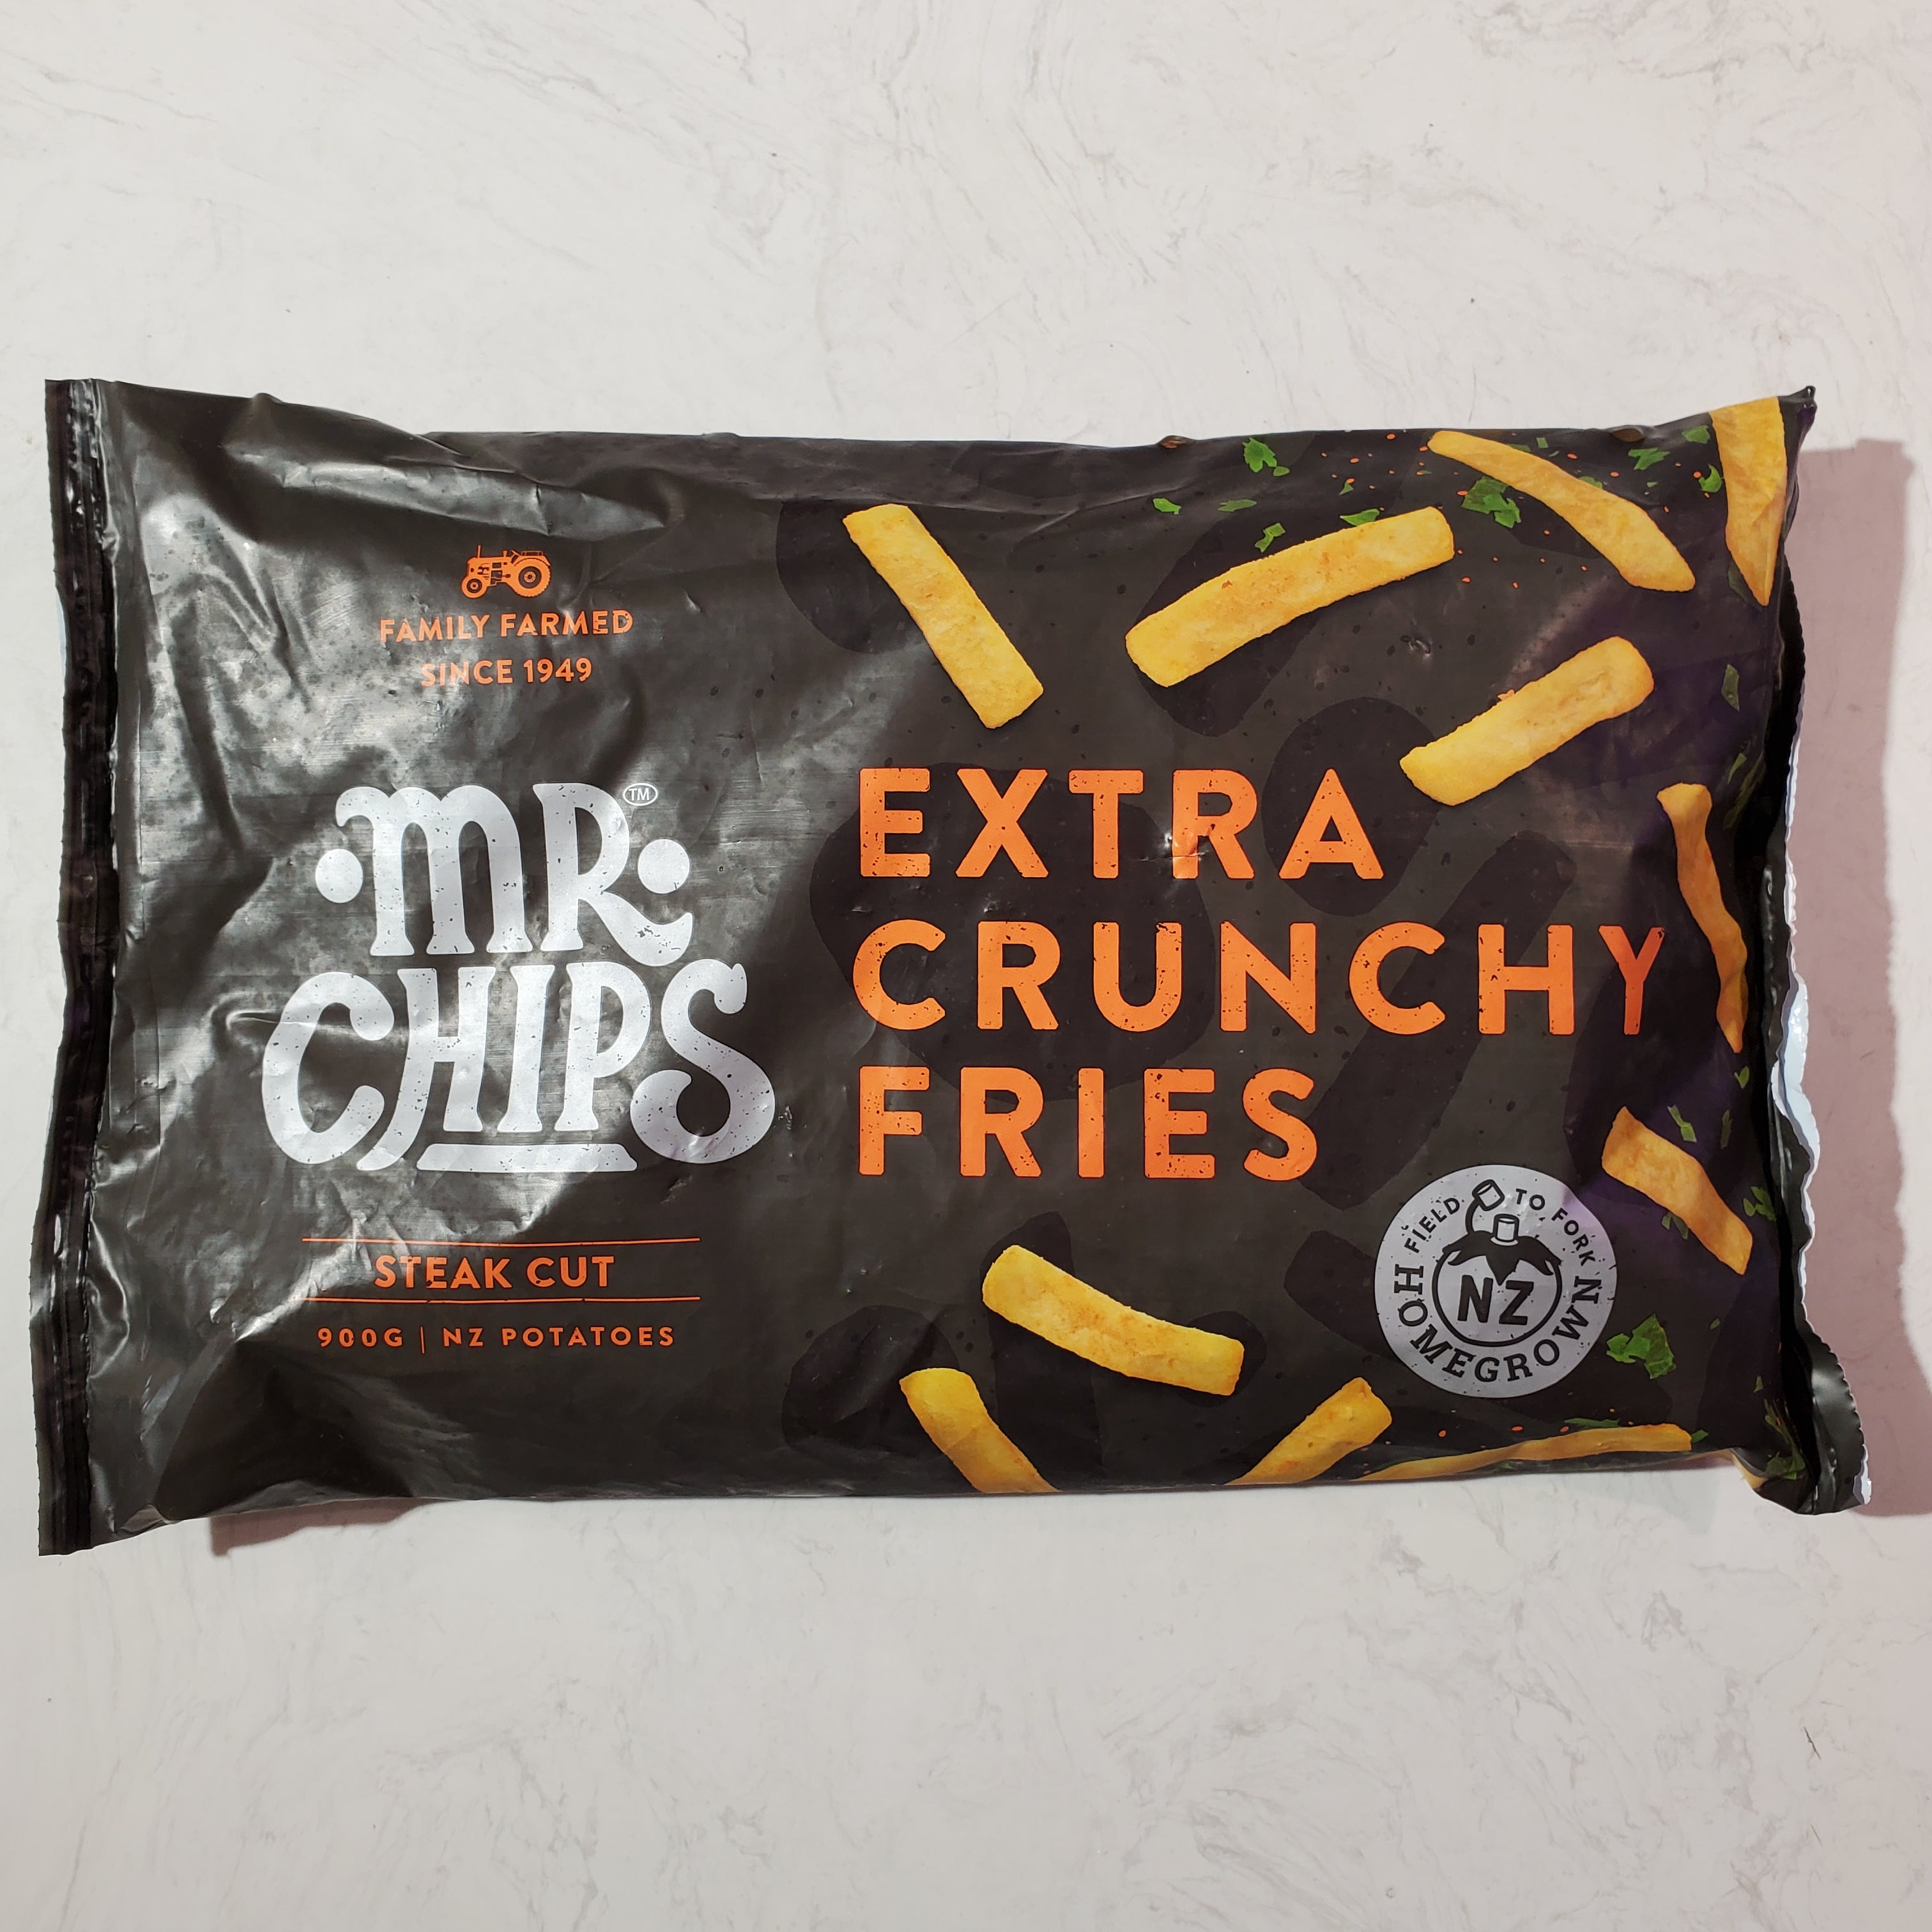 FAMILY FARMED
SINCE 1949
MR.
CHIPS
TM
STEAK CUT
900G | NZ POTATOES
EXTRA
CRUNCHY
FRIES
FIELD TO FORK
NZ
HOMEGROWN